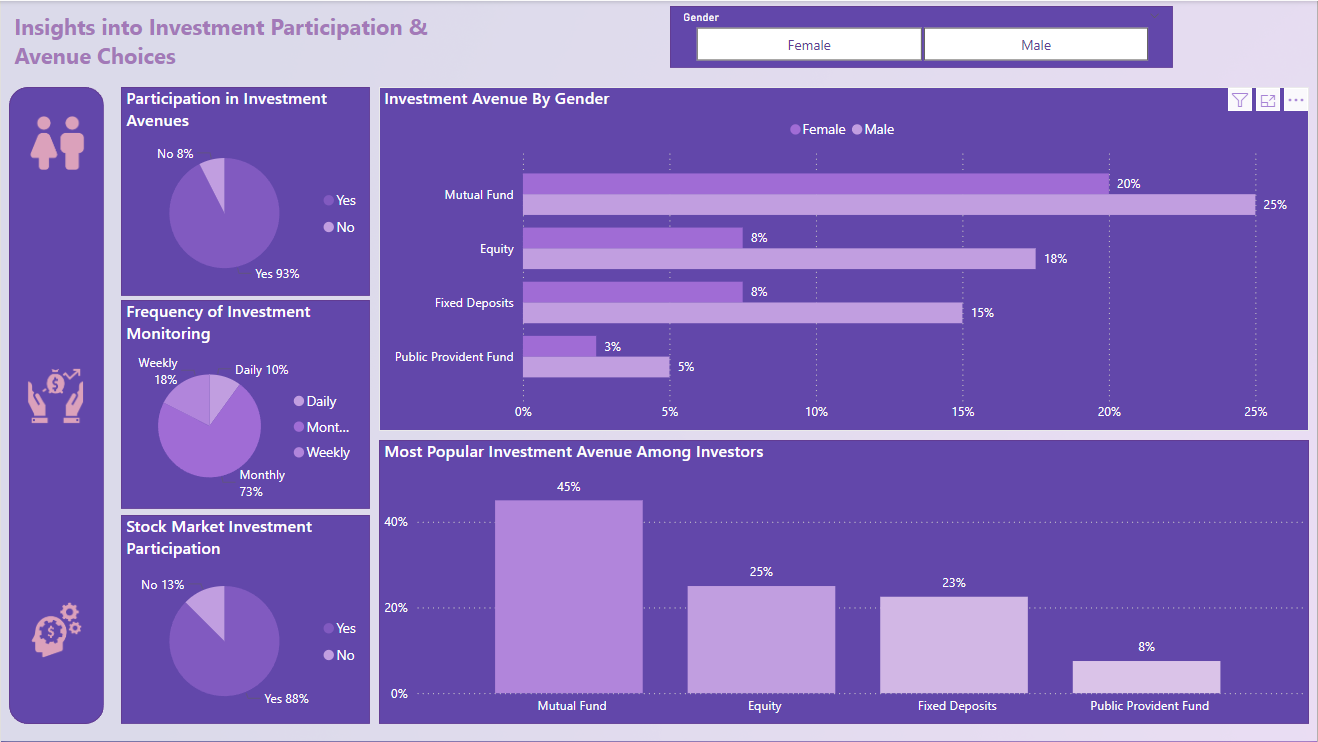 Insights into Investment Participation &
Avenue Choices
Gender
Female
Male
Participation in Investment
Avenues
No 8%
Yes
No
Yes 93%
Frequency of Investment
Monitoring
Weekly
18%
Daily 10%
Daily
Mont...
Weekly
Monthly
73%
Stock Market Investment
Participation
No 13%
Yes
No
Yes 88%
Investment Avenue By Gender
Female Male
Mutual Fund
20%
25%
Equity
8%
18%
Fixed Deposits
8%
15%
Public Provident Fund
3%
5%
0% 5% 10% 15% 20% 25%
Most Popular Investment Avenue Among Investors
45%
40%
25%
23%
20%
8%
0%
Mutual Fund Equity Fixed Deposits Public Provident Fund